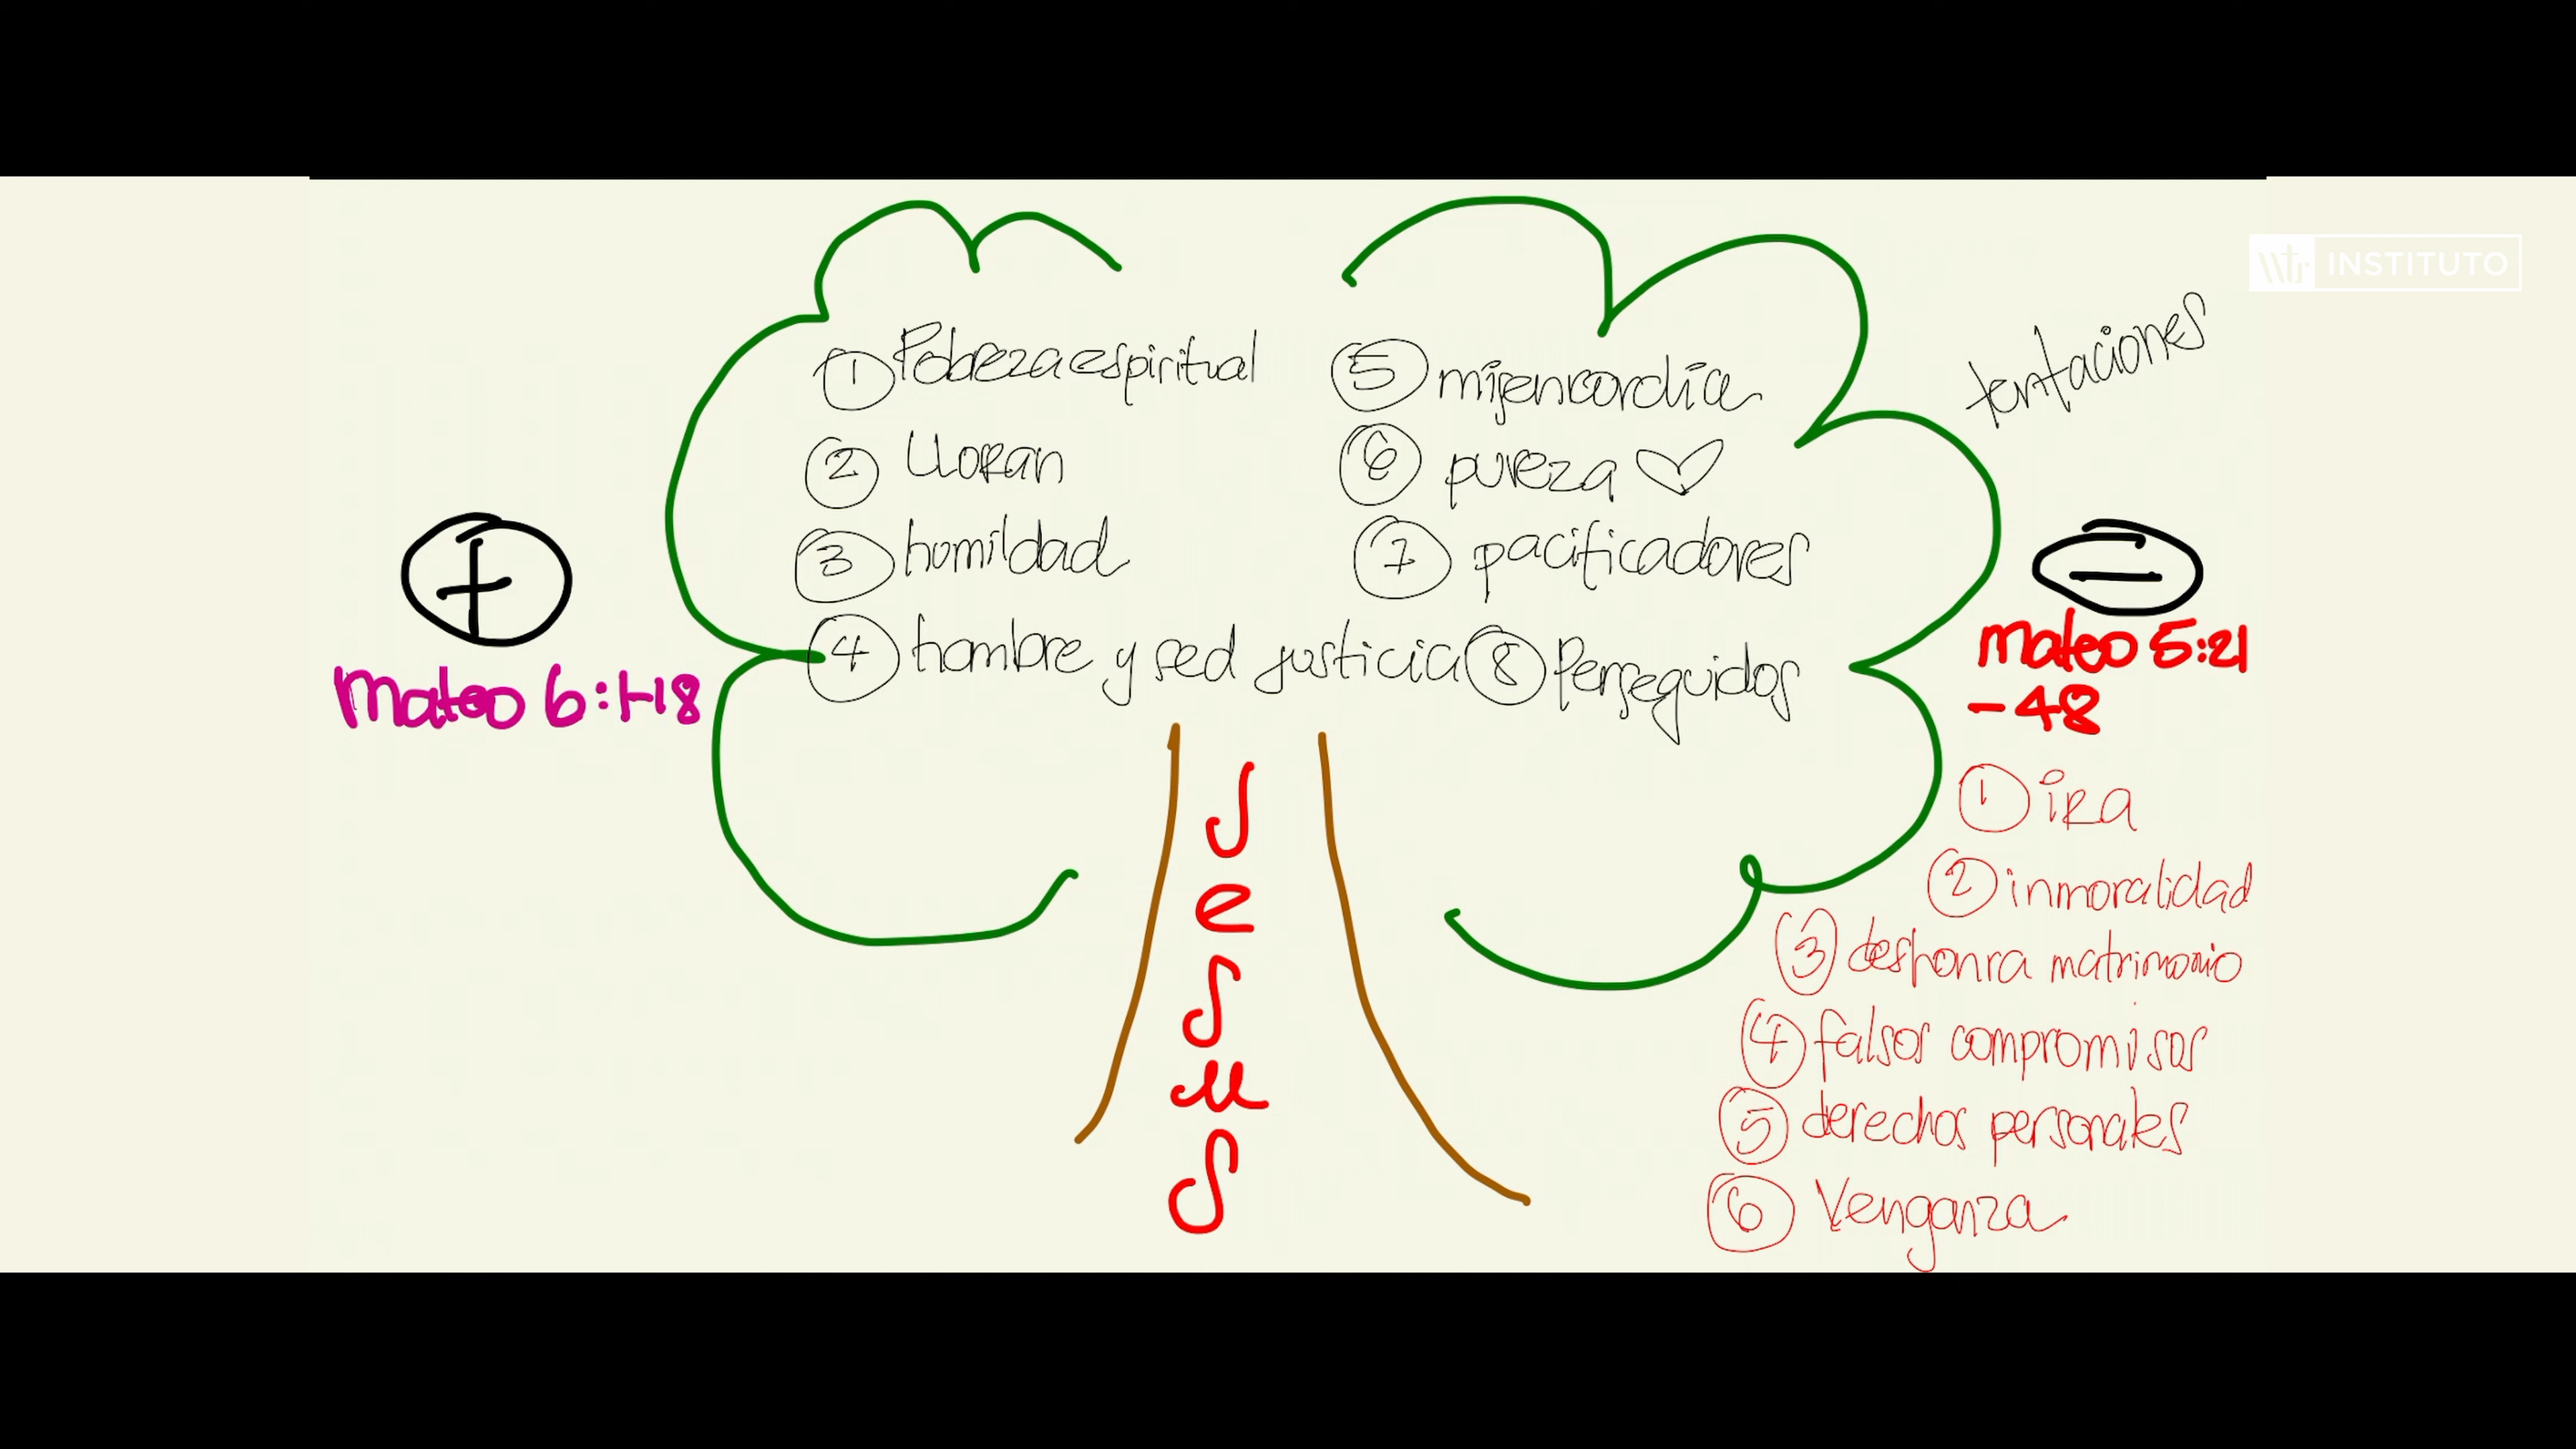 Wtr INSTITUTO
tentaciones
① Pobreza espiritual
② Lloran
③ humildad
④ hambre y sed justicia
⑤ misericordia
⑥ pureza ♡
⑦ pacificadores
⑧ Perseguidos
+
mateo 6:1-18
-
mateo 5:21
-48
① ira
② inmoralidad
③ deshonra matrimonio
④ falsos compromisos
⑤ derechos personales
⑥ Venganza
Jesus